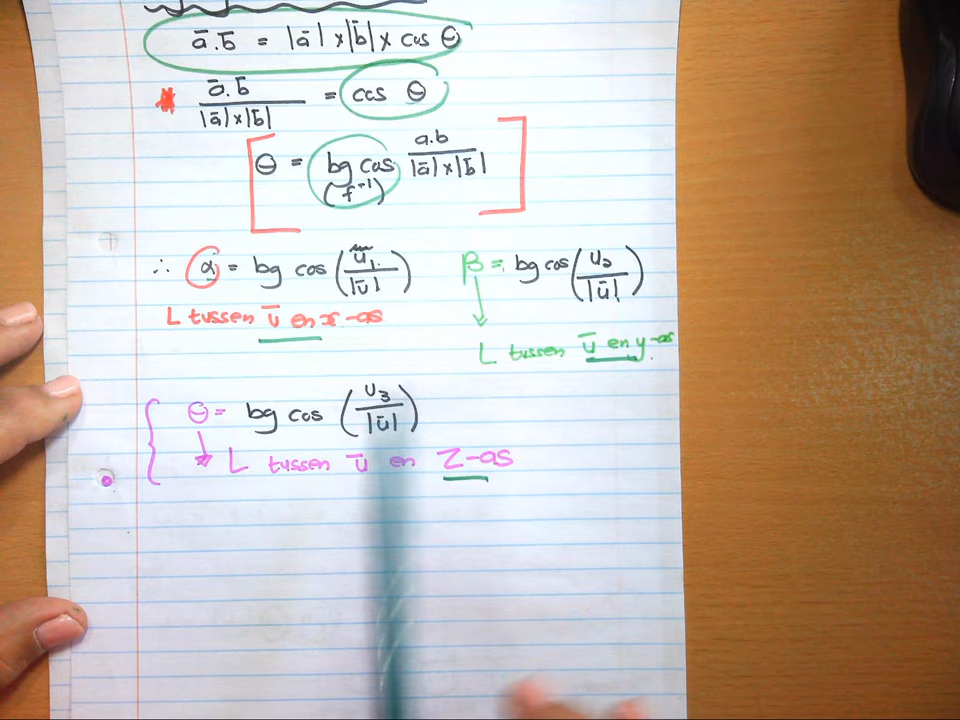 ā.b̄ = |ā| × |b̄| × cos Θ
* ā.b̄ / |ā| × |b̄| = cos Θ
Θ = bg cos a.b / |ā| × |b̄|
(f⁻¹)
∴ α = bg cos (u₁ / |ū|) β = bg cos (u₂ / |ū|)
∠ tussen ū en x-as
∠ tussen ū en y-as.
Θ = bg cos (u₃ / |ū|)
∠ tussen ū en Z-as